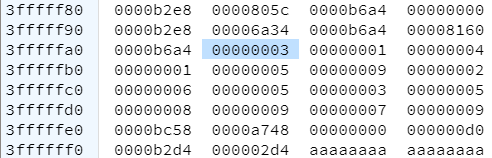 3fffff80 0000b2e8 0000805c 0000b6a4 00000000
3fffff90 0000b2e8 00006a34 0000b6a4 00008160
3fffffa0 0000b6a4 00000003 00000001 00000004
3fffffb0 00000001 00000005 00000009 00000002
3fffffc0 00000006 00000005 00000003 00000005
3fffffd0 00000008 00000009 00000007 00000009
3fffffe0 0000bc58 0000a748 00000000 000000d0
3ffffff0 0000b2d4 000002d4 aaaaaaaa aaaaaaaa